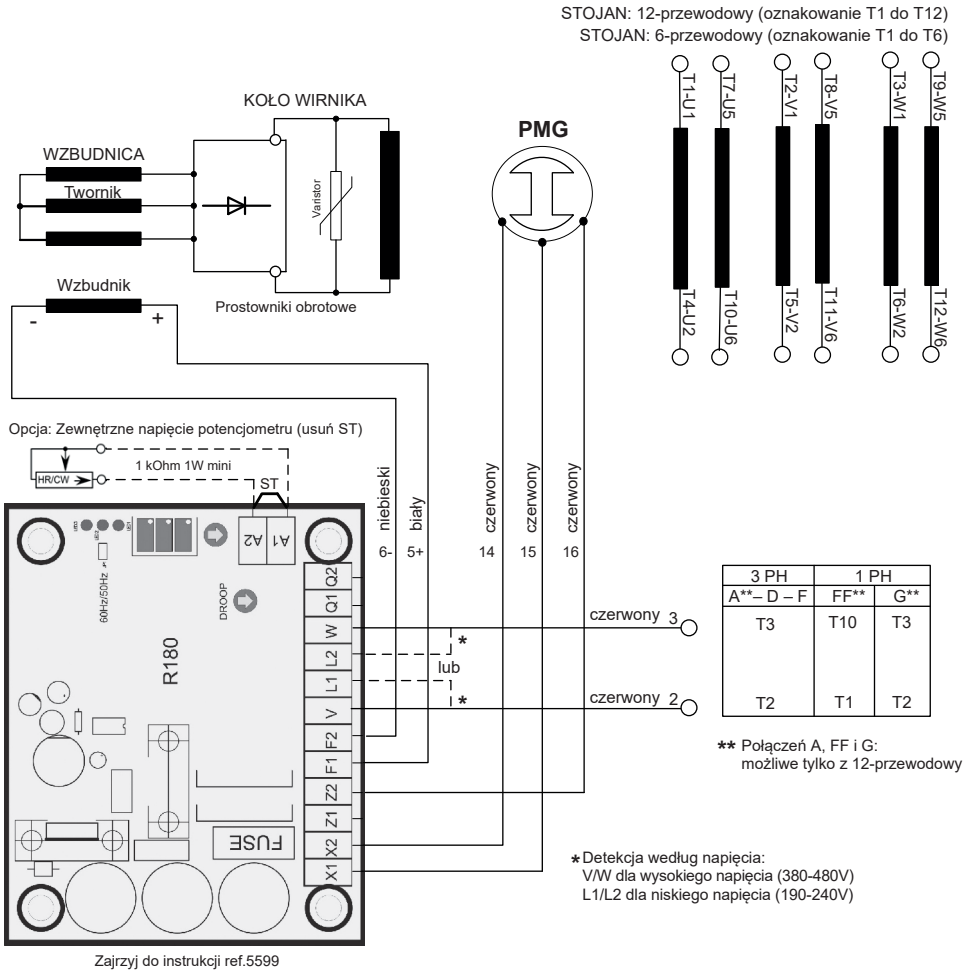 STOJAN: 12-przewodowy (oznakowanie T1 do T12)
STOJAN: 6-przewodowy (oznakowanie T1 do T6)
T1-U1
T7-U5
T2-V1
T8-V5
T3-W1
T9-W5
T4-U2
T10-U6
T5-V2
T11-V6
T6-W2
T12-W6
KOŁO WIRNIKA
WZBUDNICA
Twornik
Varistor
Prostowniki obrotowe
PMG
Wzbudnik
- +
Opcja: Zewnętrzne napięcie potencjometru (usuń ST)
HR/CW
1 kOhm 1W mini
ST
6- niebieski
5+ biały
14 czerwony
15 czerwony
16 czerwony
LED3
LED2
LED1
A2
A1
60Hz/50Hz
DROOP
R180
FUSE
Q2
Q1
W
L2
L1
V
F2
F1
Z2
Z1
X2
X1
czerwony 3
*
lub
*
czerwony 2
3 PH 1 PH
A**– D – F FF** G**
T3 T10 T3
T2 T1 T2
** Połączeń A, FF i G:
możliwe tylko z 12-przewodowy
* Detekcja według napięcia:
V/W dla wysokiego napięcia (380-480V)
L1/L2 dla niskiego napięcia (190-240V)
Zajrzyj do instrukcji ref.5599